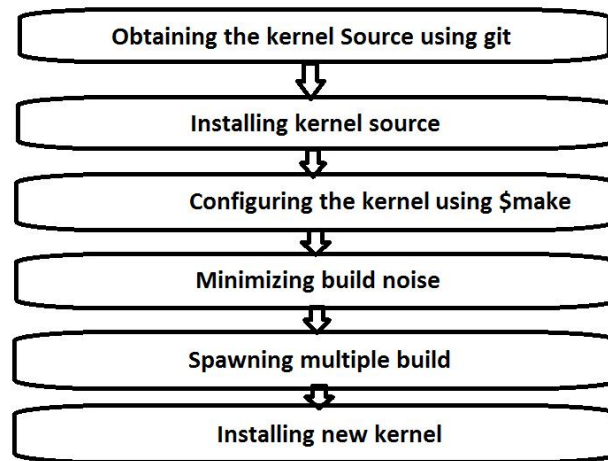 Obtaining the kernel Source using git
Installing kernel source
Configuring the kernel using $make
Minimizing build noise
Spawning multiple build
Installing new kernel